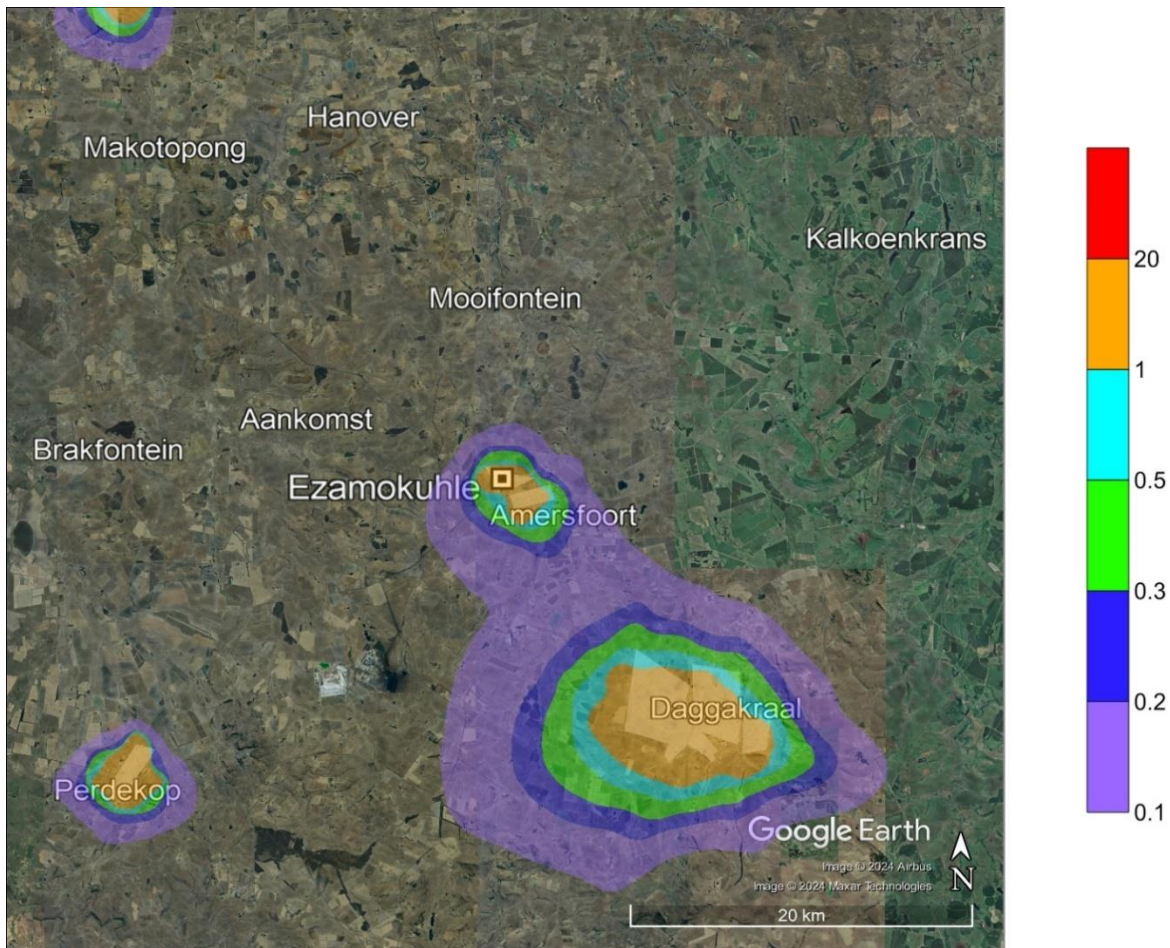 Hanover
Makotopong
Kalkoenkrans
Mooifontein
Aankomst
Brakfontein
Ezamokuhle
Amersfoort
Daggakraal
Perdekop
Google Earth
Image © 2024 Airbus
Image © 2024 Maxar Technologies
N
20 km
20
1
0.5
0.3
0.2
0.1